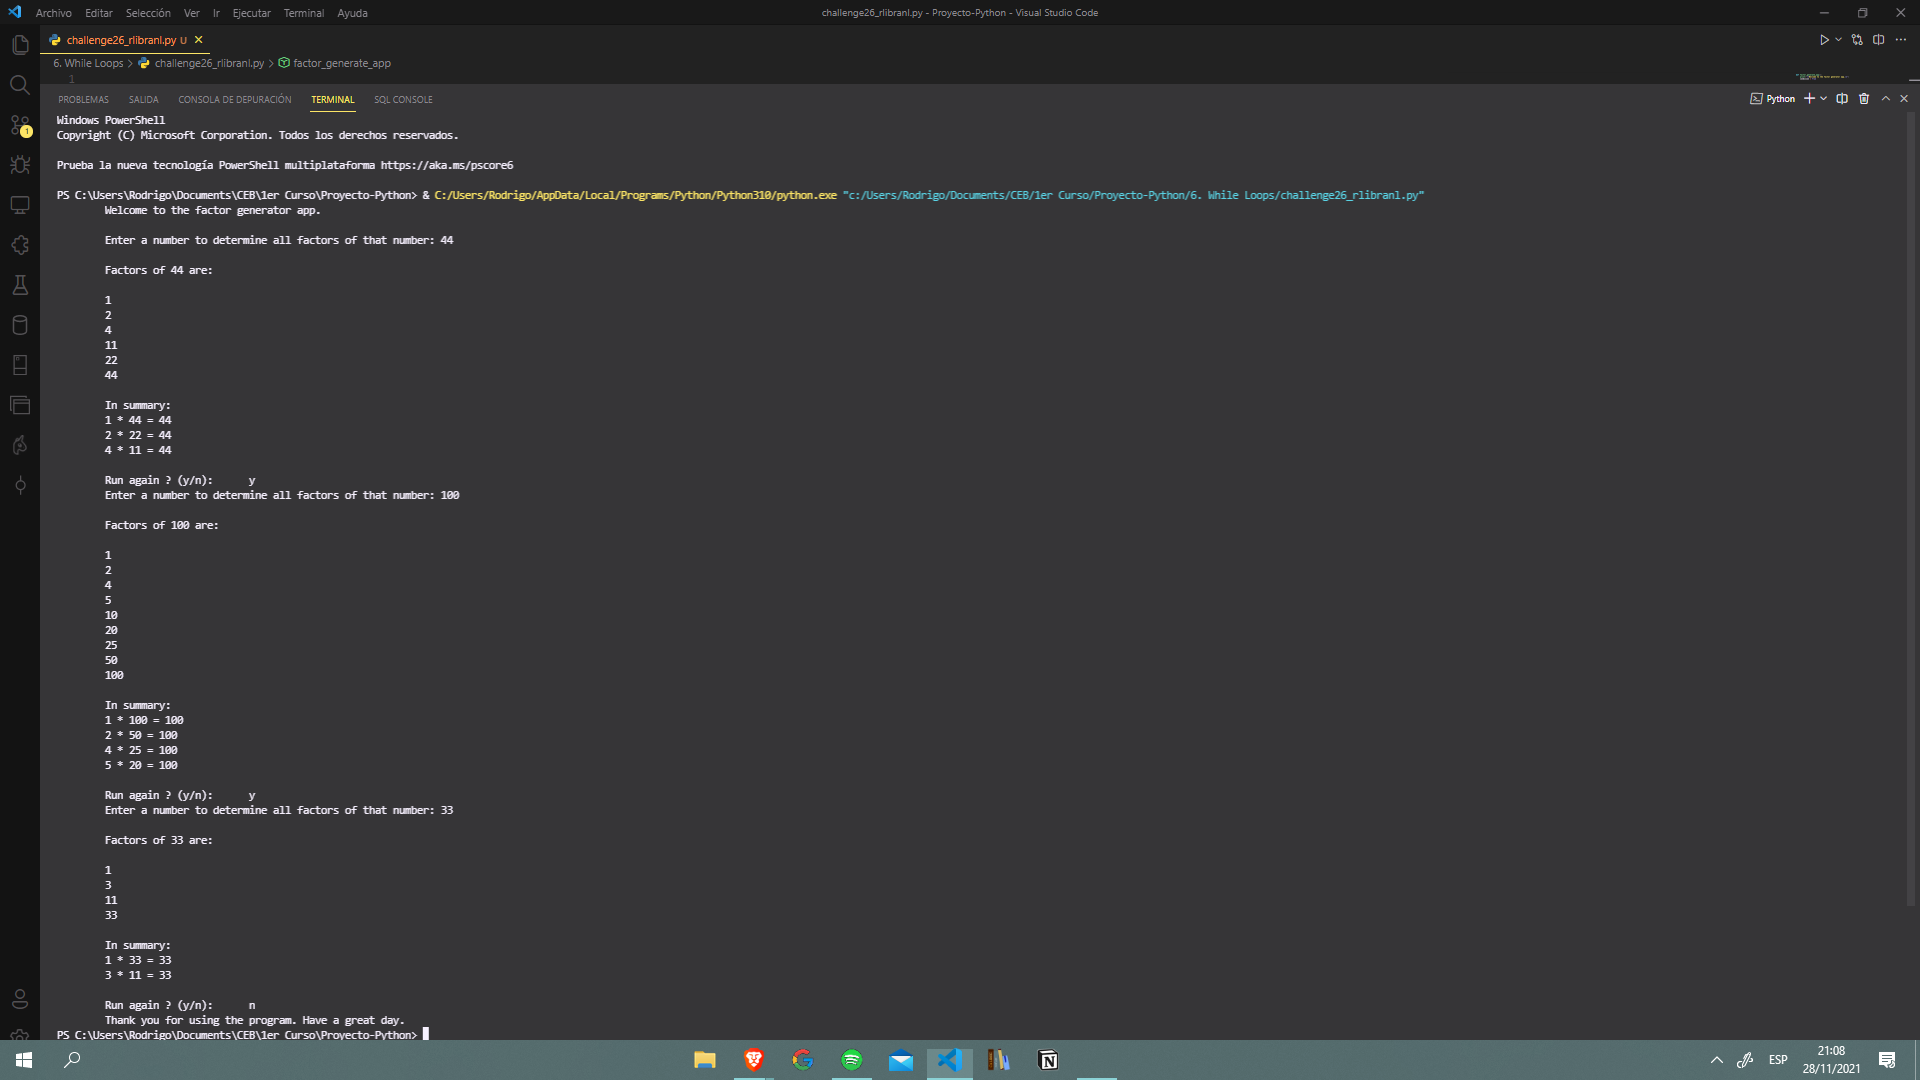 Archivo Editar Selección Ver Ir Ejecutar Terminal Ayuda
challenge26_rlibranl.py - Proyecto-Python - Visual Studio Code
challenge26_rlibranl.py U
6. While Loops > challenge26_rlibranl.py > factor_generate_app
1
PROBLEMAS SALIDA CONSOLA DE DEPURACIÓN TERMINAL SQL CONSOLE
Python
1
Windows PowerShell
Copyright (C) Microsoft Corporation. Todos los derechos reservados.
Prueba la nueva tecnología PowerShell multiplataforma https://aka.ms/pscore6
PS C:\Users\Rodrigo\Documents\CEB\1er Curso\Proyecto-Python> & C:/Users/Rodrigo/AppData/Local/Programs/Python/Python310/python.exe "c:/Users/Rodrigo/Documents/CEB/1er Curso/Proyecto-Python/6. While Loops/challenge26_rlibranl.py"
Welcome to the factor generator app.
Enter a number to determine all factors of that number: 44
Factors of 44 are:
1
2
4
11
22
44
In summary:
1 * 44 = 44
2 * 22 = 44
4 * 11 = 44
Run again ? (y/n): y
Enter a number to determine all factors of that number: 100
Factors of 100 are:
1
2
4
5
10
20
25
50
100
In summary:
1 * 100 = 100
2 * 50 = 100
4 * 25 = 100
5 * 20 = 100
Run again ? (y/n): y
Enter a number to determine all factors of that number: 33
Factors of 33 are:
1
3
11
33
In summary:
1 * 33 = 33
3 * 11 = 33
Run again ? (y/n): n
Thank you for using the program. Have a great day.
PS C:\Users\Rodrigo\Documents\CEB\1er Curso\Proyecto-Python>
ESP
21:08
28/11/2021